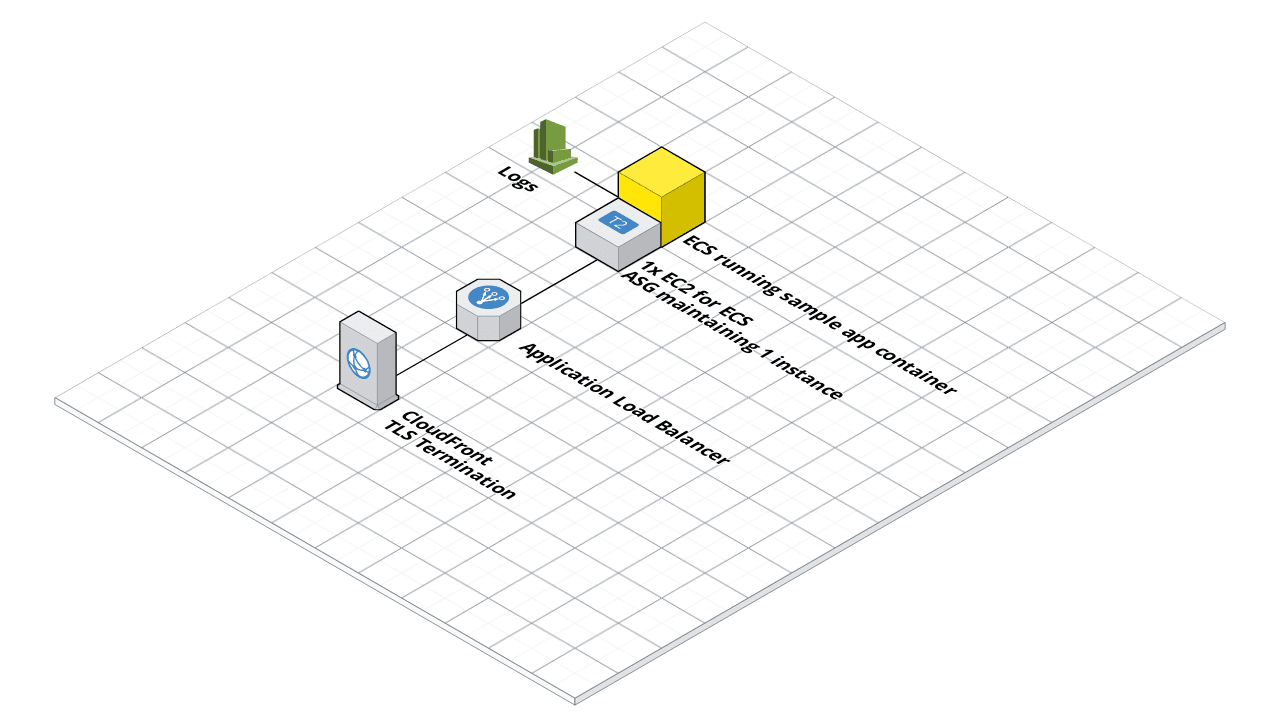 Logs
T2
ECS running sample app container
1x EC2 for ECS
ASG maintaining 1 instance
Application Load Balancer
CloudFront
TLS Termination